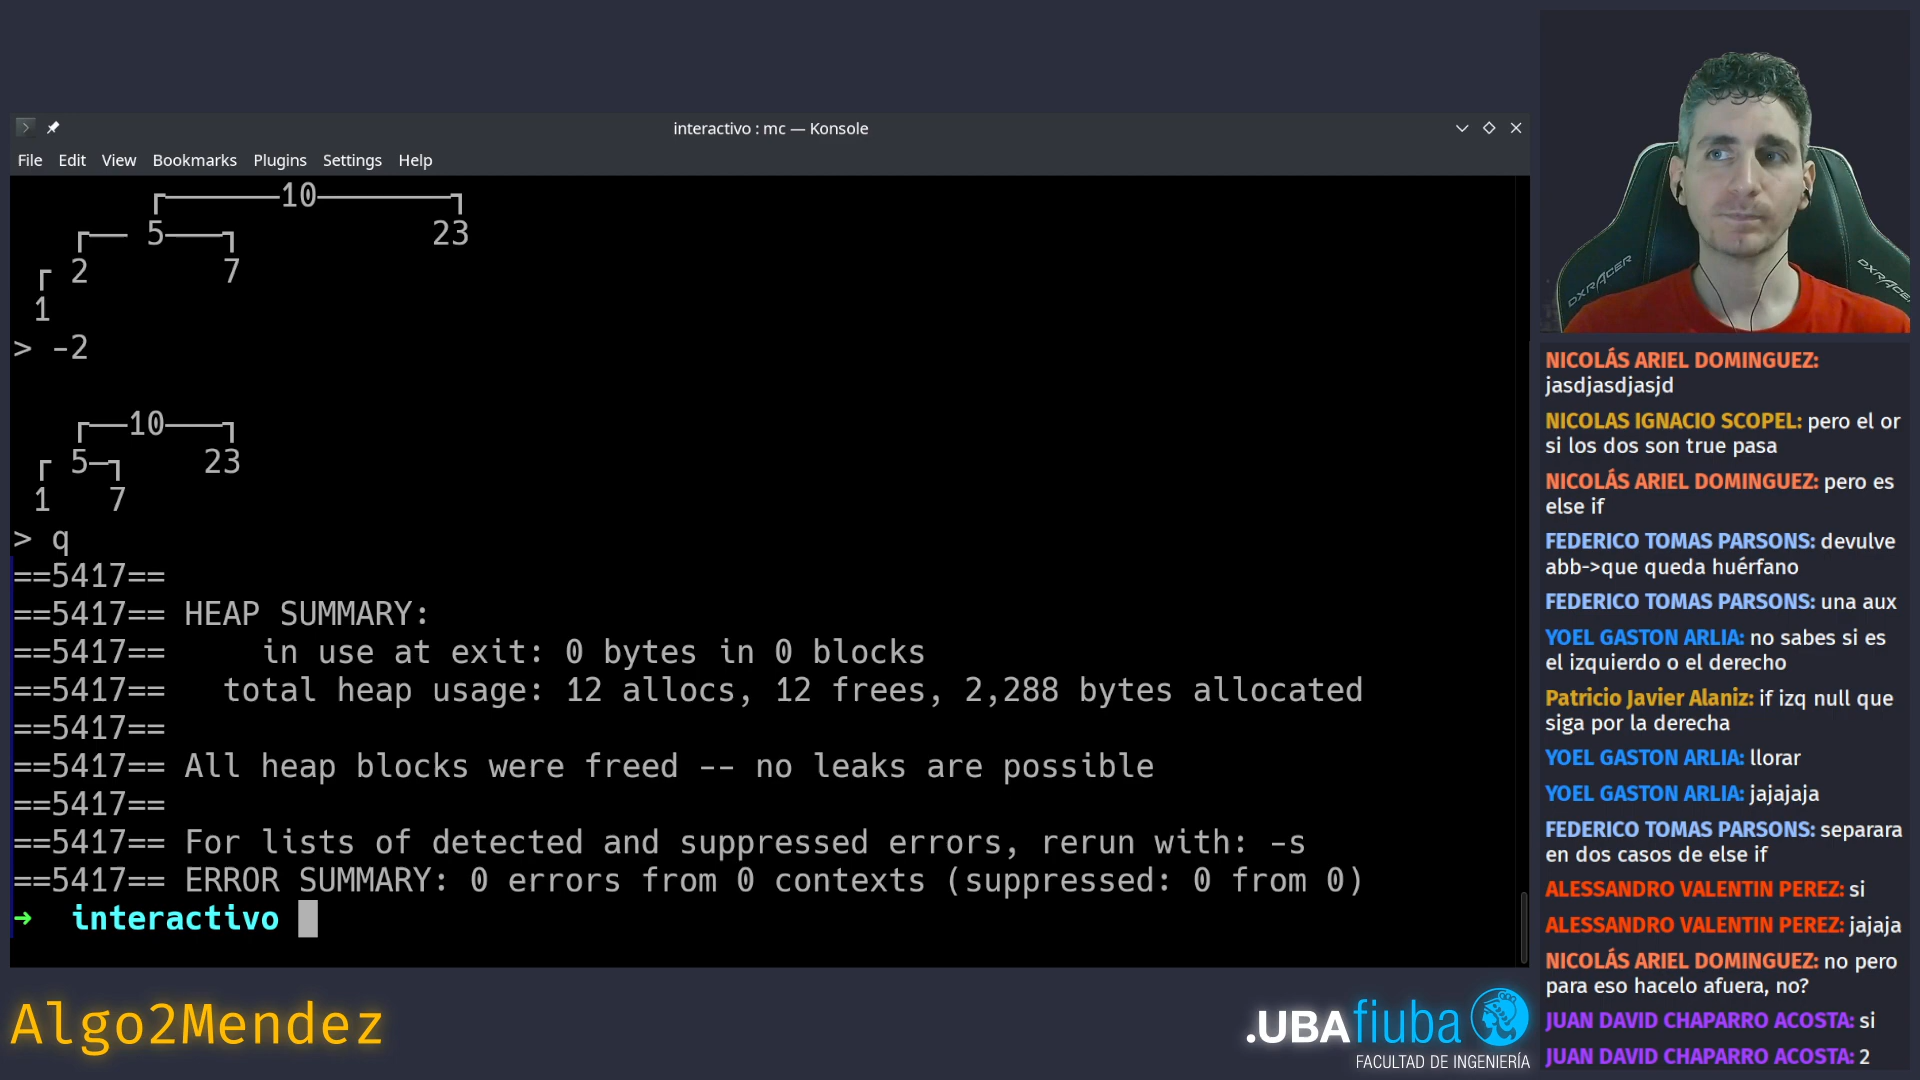 interactivo : mc — Konsole
File Edit View Bookmarks Plugins Settings Help
10
5 23
2 7
1
> -2
10
5 23
1 7
> q
==5417==
==5417== HEAP SUMMARY:
==5417== in use at exit: 0 bytes in 0 blocks
==5417== total heap usage: 12 allocs, 12 frees, 2,288 bytes allocated
==5417==
==5417== All heap blocks were freed -- no leaks are possible
==5417==
==5417== For lists of detected and suppressed errors, rerun with: -s
==5417== ERROR SUMMARY: 0 errors from 0 contexts (suppressed: 0 from 0)
→ interactivo
DXRACER
DXRACER
NICOLÁS ARIEL DOMINGUEZ:
jasdjasdjasjd
NICOLAS IGNACIO SCOPEL: pero el or
si los dos son true pasa
NICOLÁS ARIEL DOMINGUEZ: pero es
else if
FEDERICO TOMAS PARSONS: devulve
abb->que queda huérfano
FEDERICO TOMAS PARSONS: una aux
YOEL GASTON ARLIA: no sabes si es
el izquierdo o el derecho
Patricio Javier Alaniz: if izq null que
siga por la derecha
YOEL GASTON ARLIA: llorar
YOEL GASTON ARLIA: jajajaja
FEDERICO TOMAS PARSONS: separara
en dos casos de else if
ALESSANDRO VALENTIN PEREZ: si
ALESSANDRO VALENTIN PEREZ: jajaja
NICOLÁS ARIEL DOMINGUEZ: no pero
para eso hacelo afuera, no?
JUAN DAVID CHAPARRO ACOSTA: si
JUAN DAVID CHAPARRO ACOSTA: 2
Algo2Mendez
.UBAfiuba
FACULTAD DE INGENIERÍA